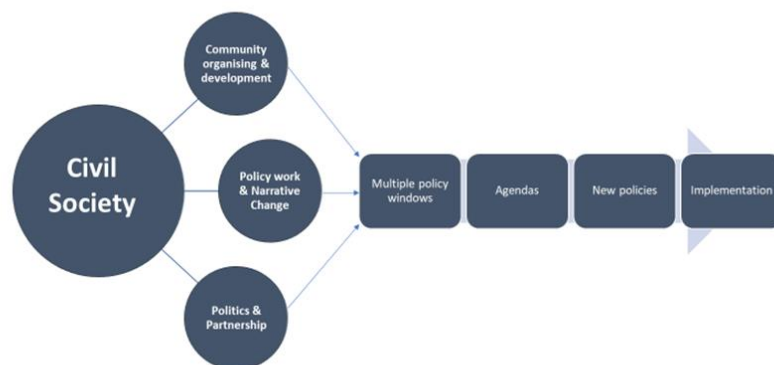 Community
organising &
development
Civil
Society
Policy work
& Narrative
Change
Politics &
Partnership
Multiple policy
windows
Agendas
New policies
Implementation